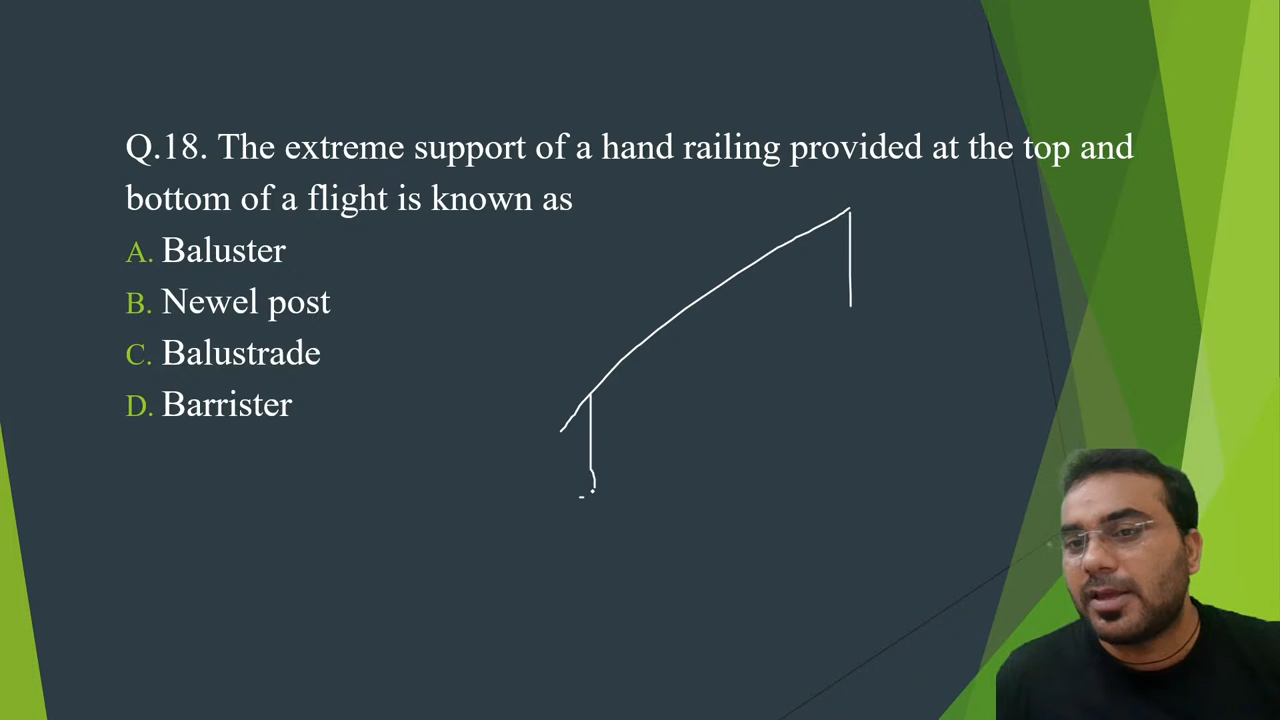 Q.18. The extreme support of a hand railing provided at the top and
bottom of a flight is known as
A. Baluster
B. Newel post
C. Balustrade
D. Barrister